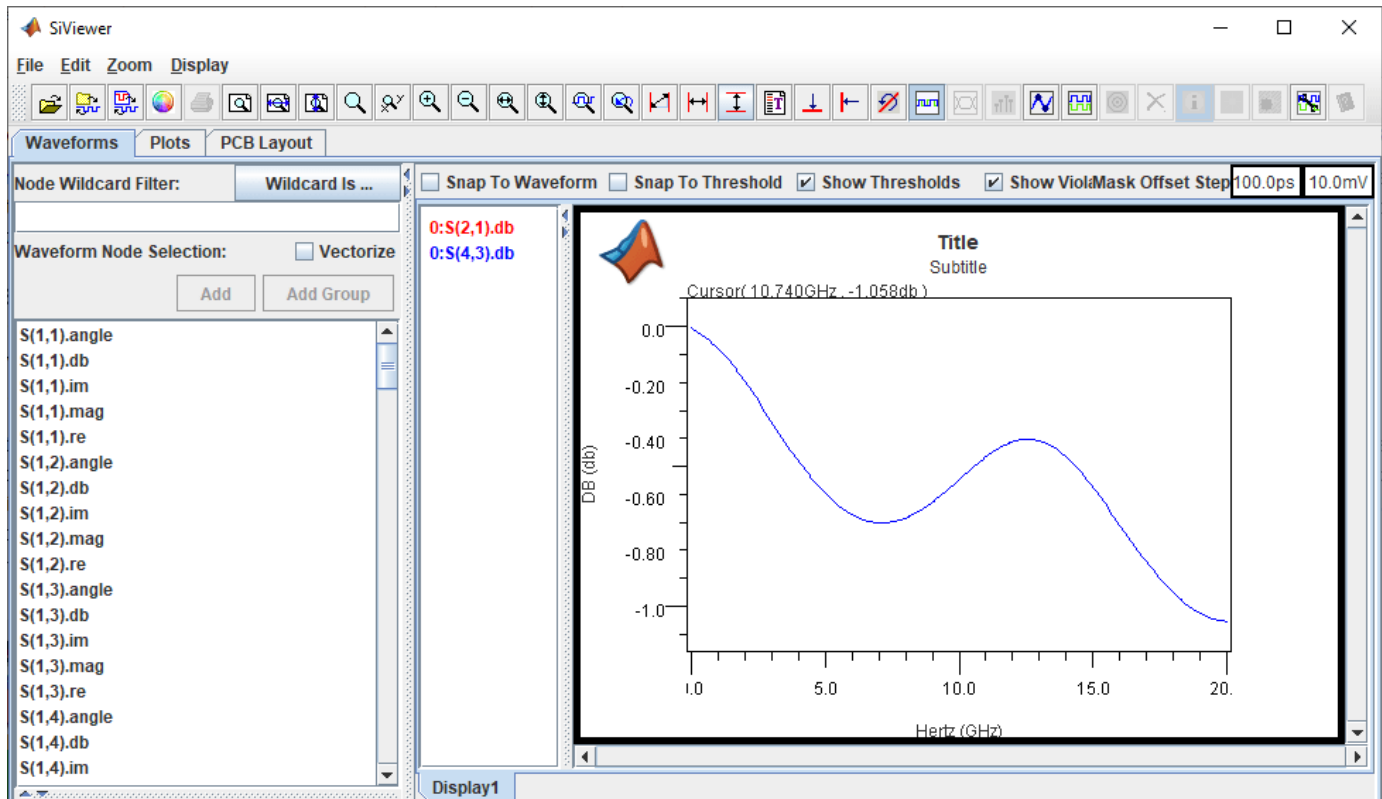 SiViewer
File Edit Zoom Display
Waveforms Plots PCB Layout
Node Wildcard Filter: Wildcard Is ...
Waveform Node Selection: Vectorize
Add Add Group
S(1,1).angle
S(1,1).db
S(1,1).im
S(1,1).mag
S(1,1).re
S(1,2).angle
S(1,2).db
S(1,2).im
S(1,2).mag
S(1,2).re
S(1,3).angle
S(1,3).db
S(1,3).im
S(1,3).mag
S(1,3).re
S(1,4).angle
S(1,4).db
S(1,4).im
Snap To Waveform Snap To Threshold Show Thresholds Show Viola Mask Offset Step 100.0ps 10.0mV
0:S(2,1).db
0:S(4,3).db
Title
Subtitle
Cursor( 10.740GHz , -1.058db )
DB (db)
0.0
-0.20
-0.40
-0.60
-0.80
-1.0
.0 5.0 10.0 15.0 20.
Hertz (GHz)
Display1